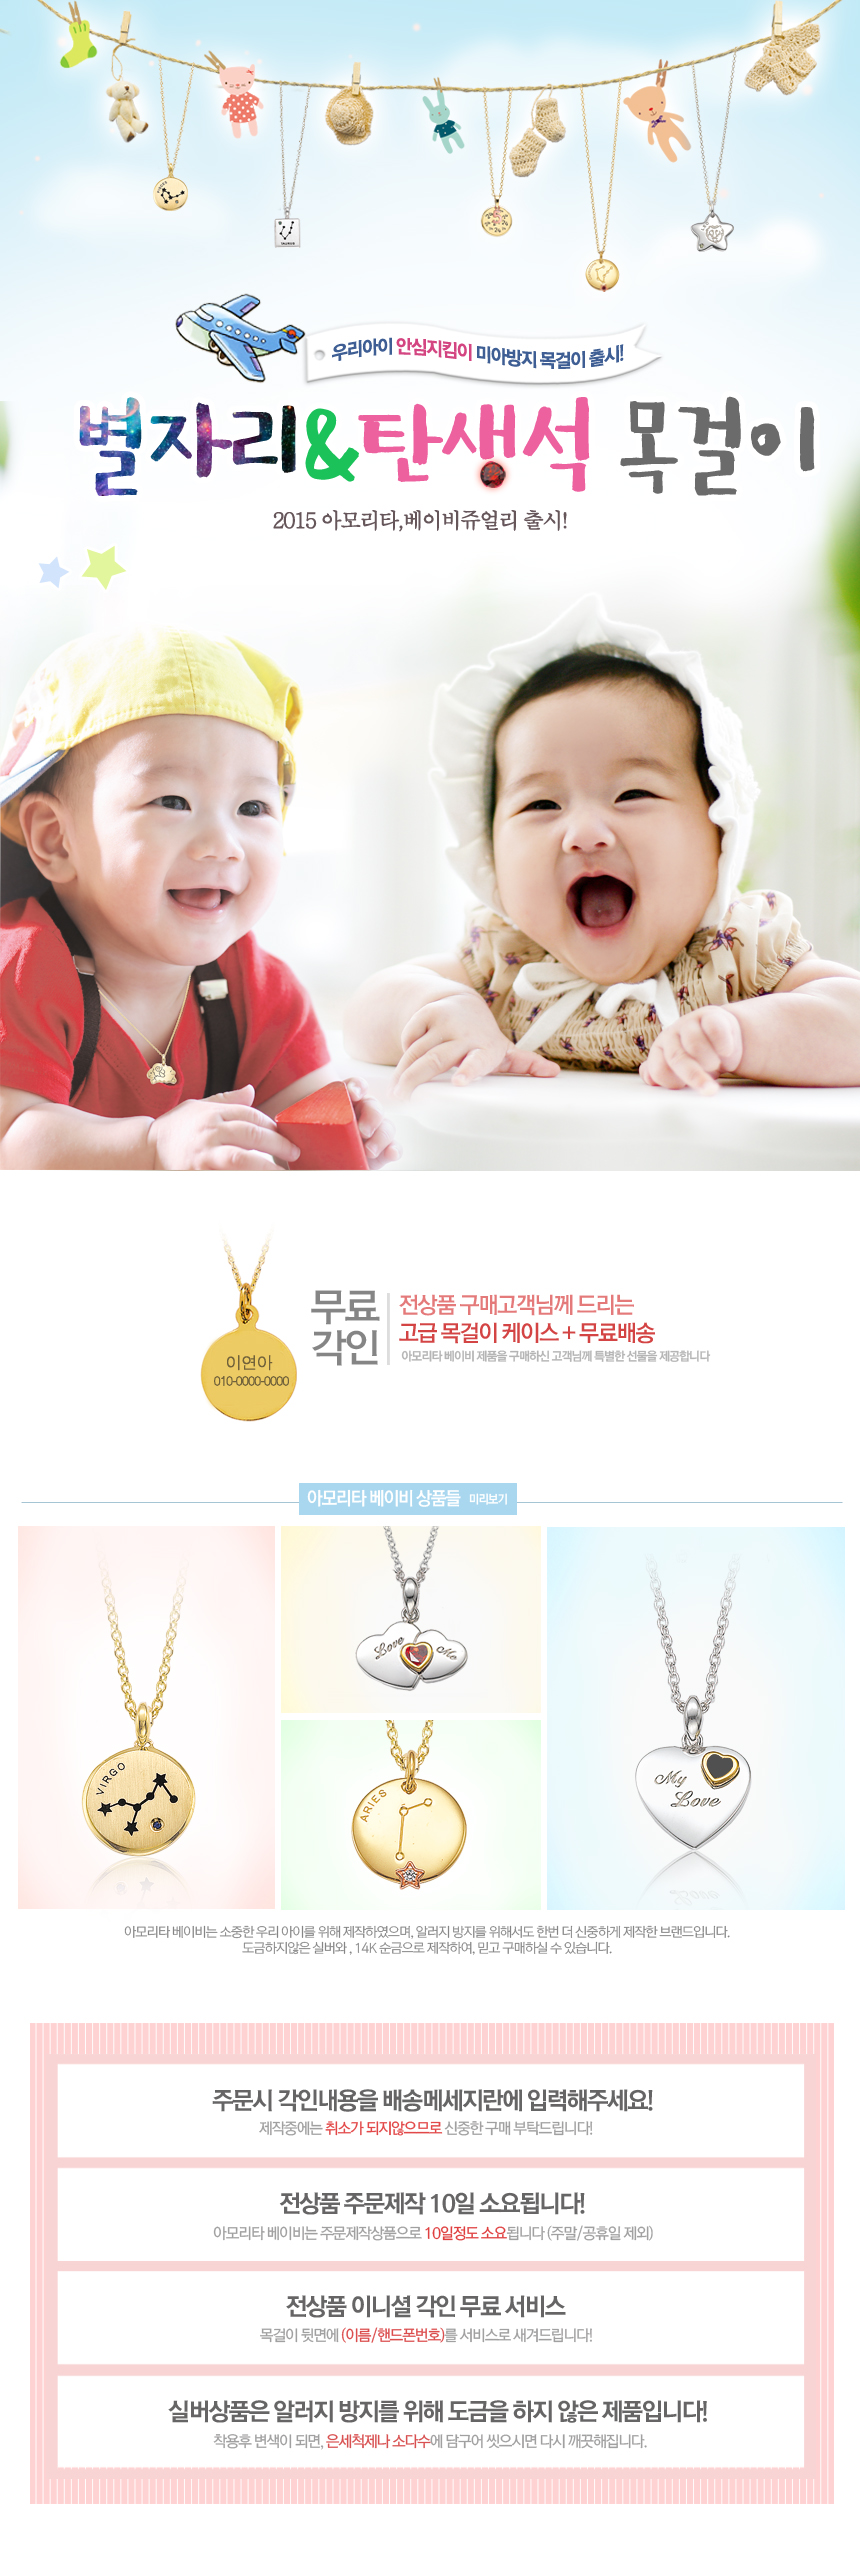 우리아이 안심지킴이 미아방지 목걸이 출시!
별자리&탄생석 목걸이
2015 아모리타,베이비쥬얼리 출시!
이연아
010-0000-0000
무료
각인
전상품 구매고객님께 드리는
고급 목걸이 케이스 + 무료배송
아모리타 베이비 제품을 구매하신 고객님께 특별한 선물을 제공합니다
아모리타 베이비 상품들 미리보기
VIRGO
Love Me
ARIES
My
Love
아모리타 베이비는 소중한 우리 아이를 위해 제작하였으며, 알러지 방지를 위해서도 한번 더 신중하게 제작한 브랜드입니다.
도금하지않은 실버와 , 14K 순금으로 제작하여, 믿고 구매하실 수 있습니다.
주문시 각인내용을 배송메세지란에 입력해주세요!
제작중에는 취소가 되지않으므로 신중한 구매 부탁드립니다!
전상품 주문제작 10일 소요됩니다!
아모리타 베이비는 주문제작상품으로 10일정도 소요됩니다 (주말/공휴일 제외)
전상품 이니셜 각인 무료 서비스
목걸이 뒷면에 (이름/핸드폰번호)를 서비스로 새겨드립니다!
실버상품은 알러지 방지를 위해 도금을 하지 않은 제품입니다!
착용후 변색이 되면, 은세척제나 소다수에 담구어 씻으시면 다시 깨끗해집니다.